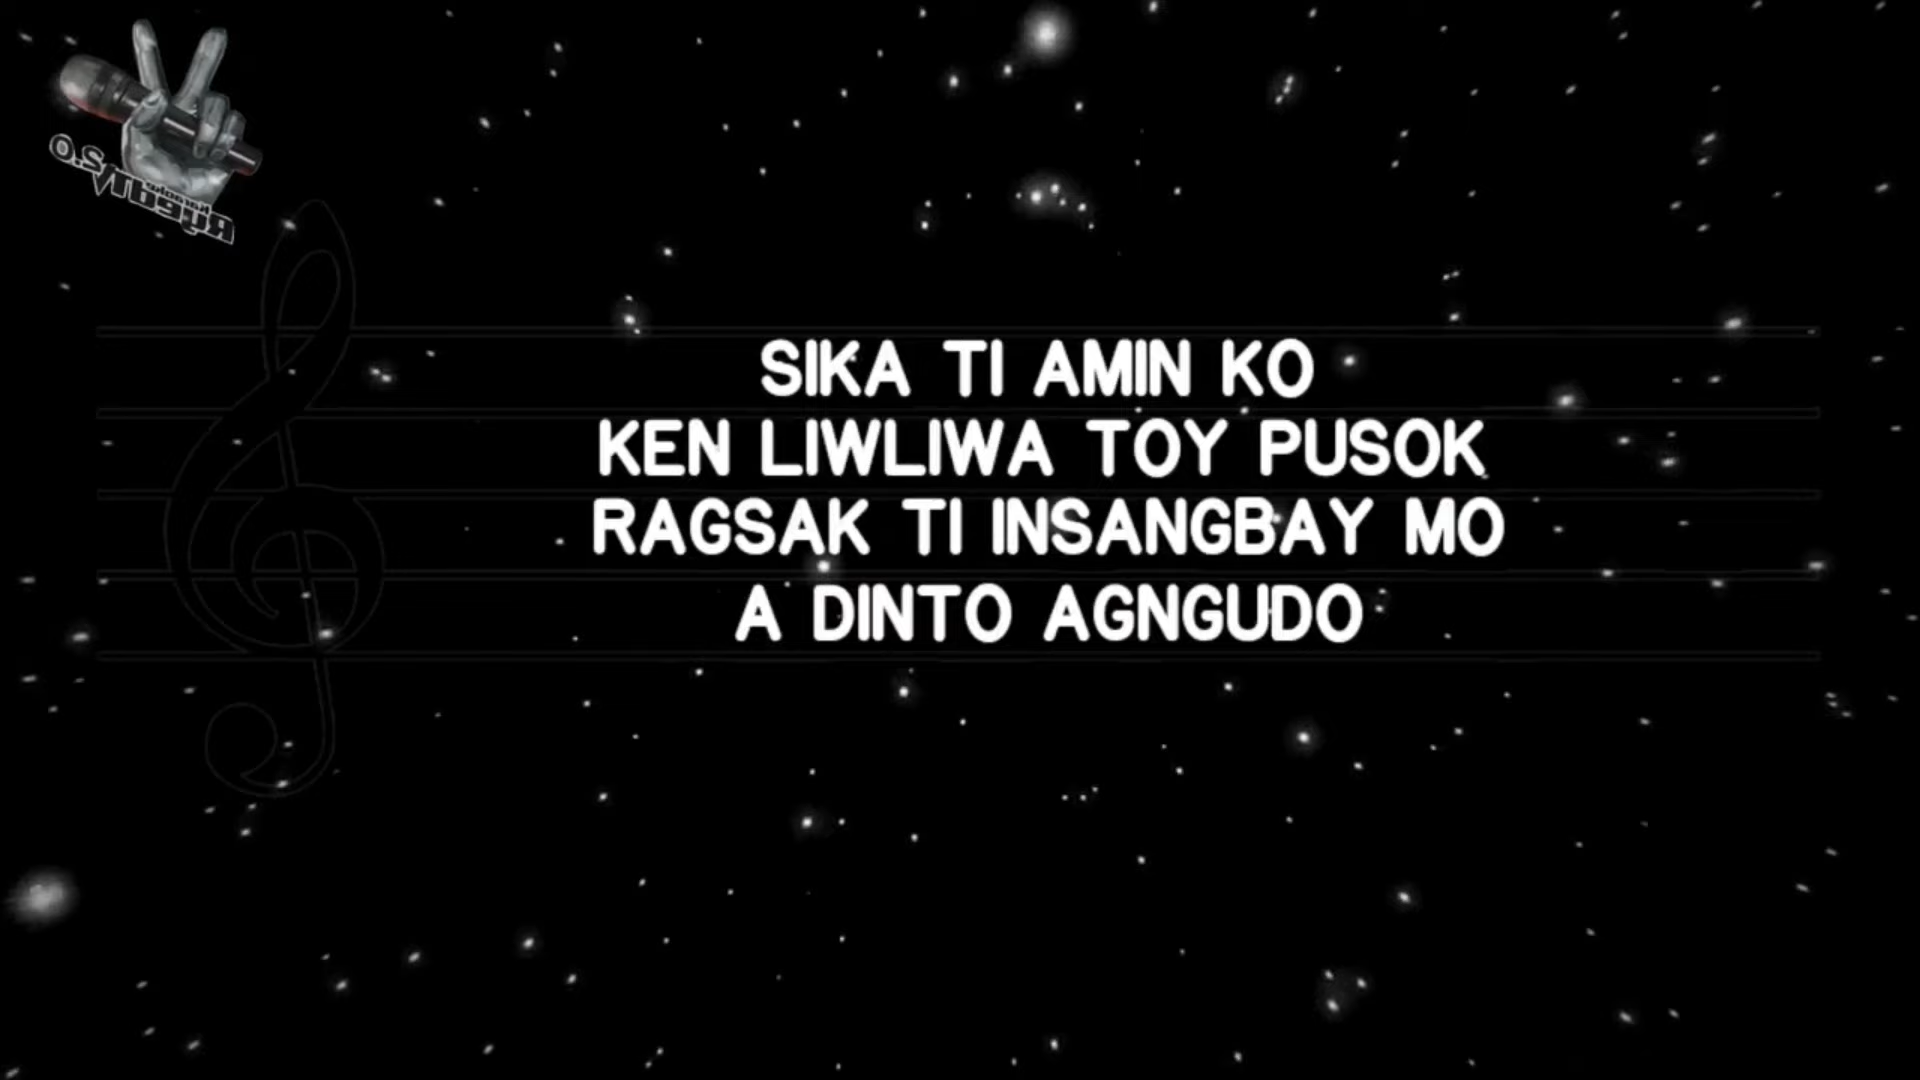 SIKA TI AMIN KO
KEN LIWLIWA TOY PUSOK
RAGSAK TI INSANGBAY MO
A DINTO AGNGUDO